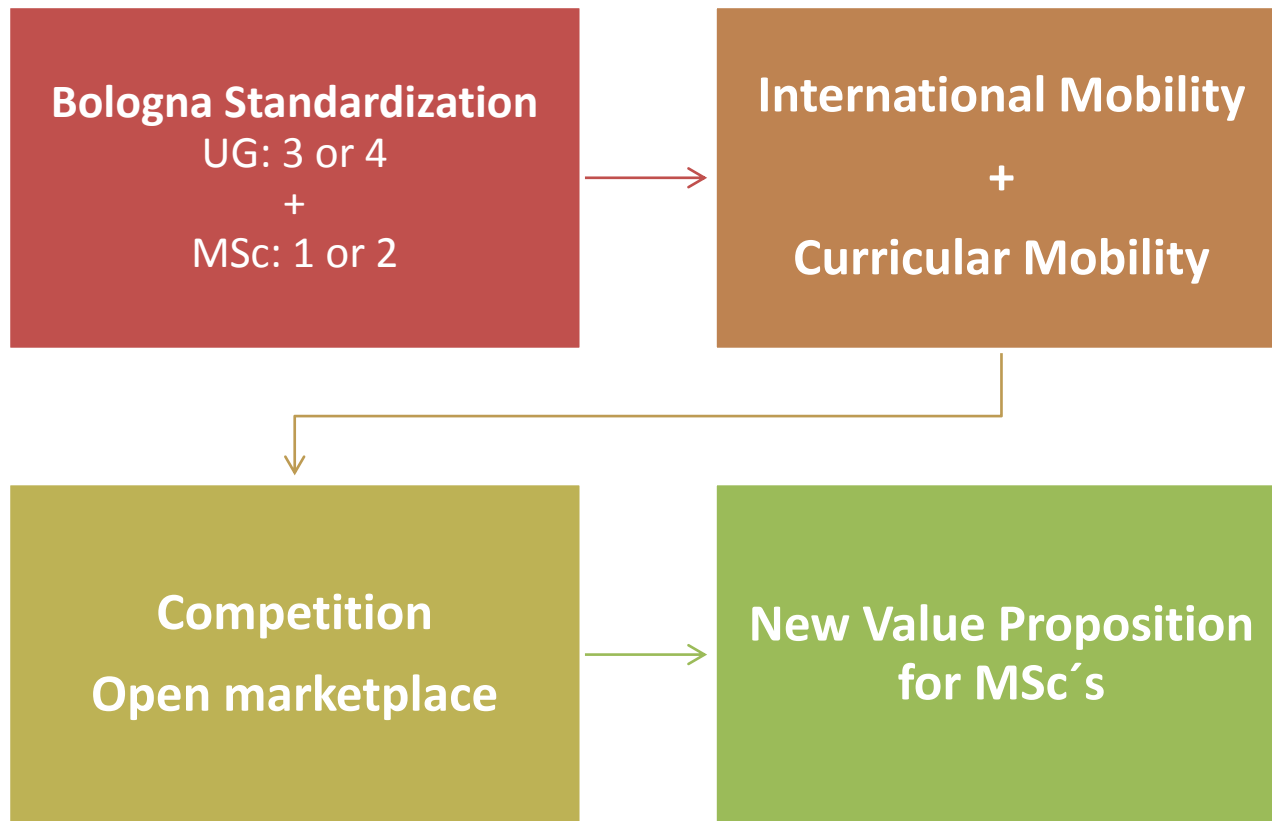 Bologna Standardization
UG: 3 or 4
+
MSc: 1 or 2
International Mobility
+
Curricular Mobility
Competition
Open marketplace
New Value Proposition
for MSc´s